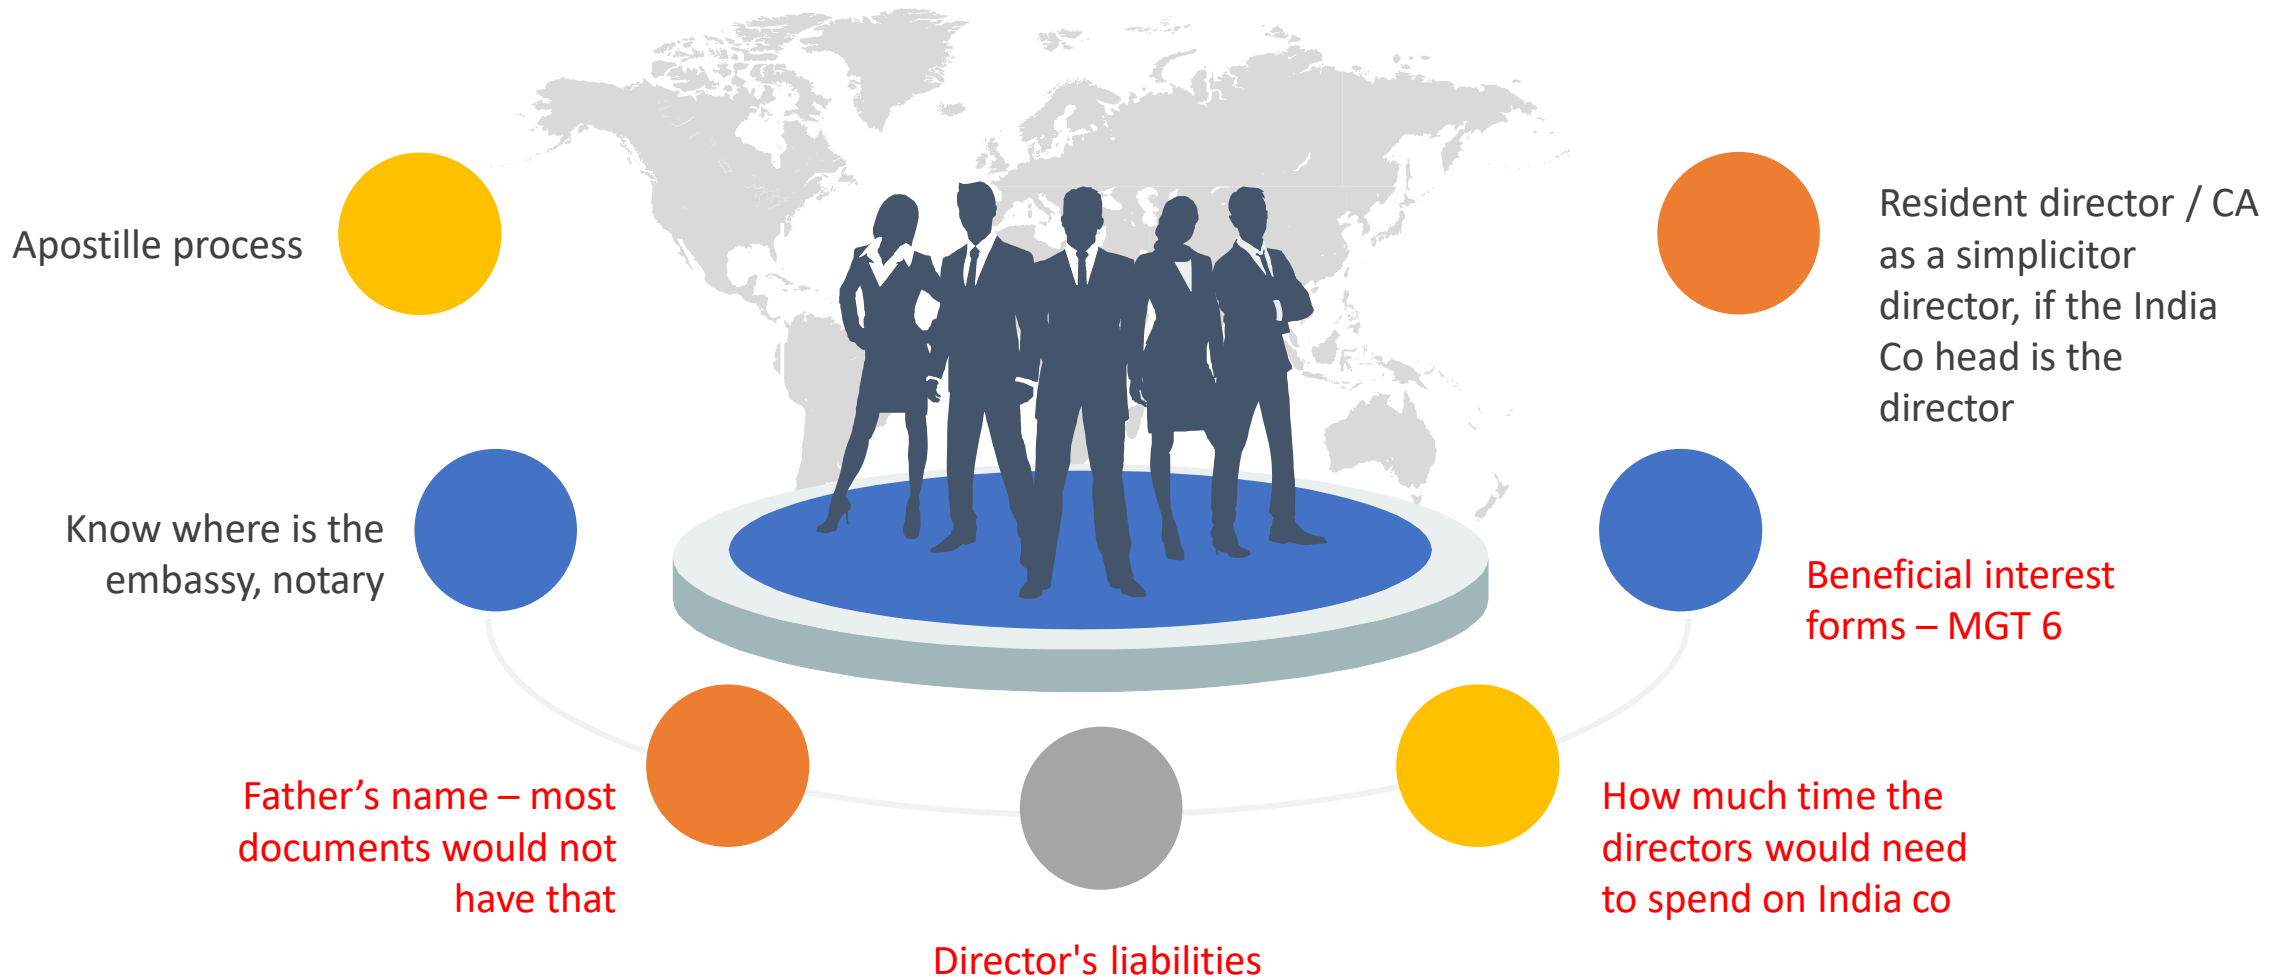 Apostille process
Know where is the
embassy, notary
Father’s name – most
documents would not
have that
Director's liabilities
How much time the
directors would need
to spend on India co
Beneficial interest
forms – MGT 6
Resident director / CA
as a simplicitor
director, if the India
Co head is the
director